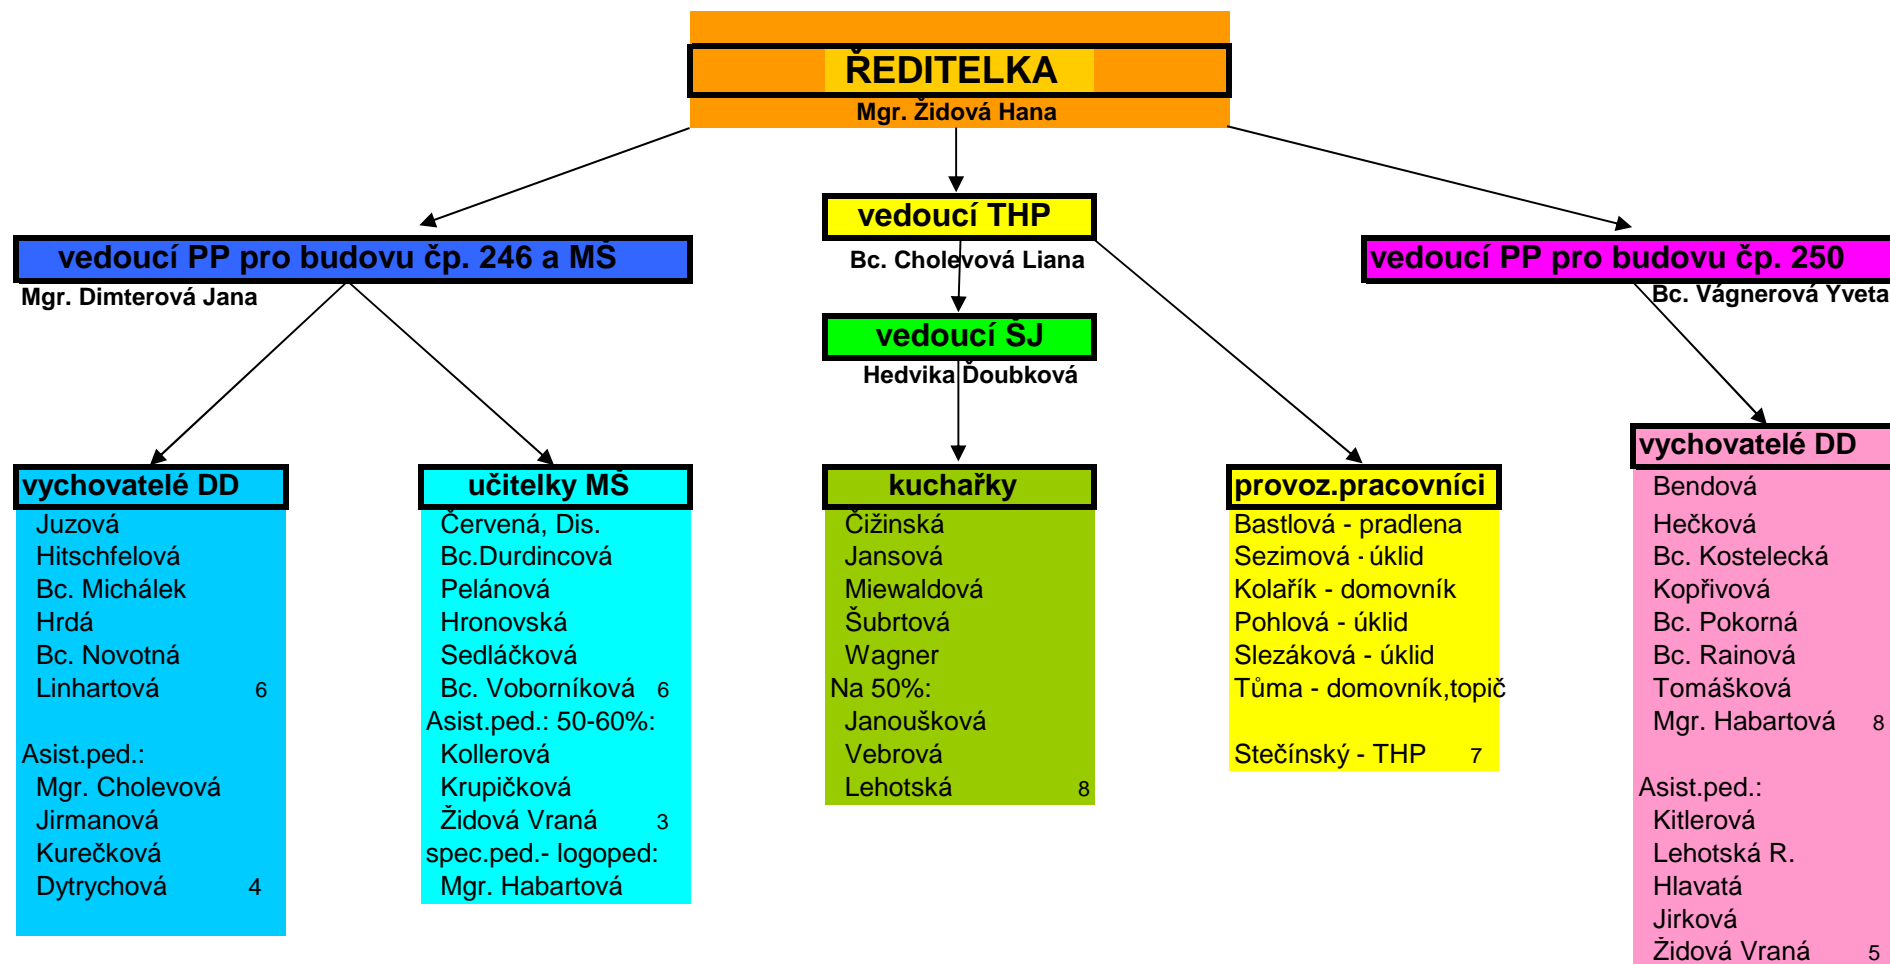 ŘEDITELKA
Mgr. Židová Hana
vedoucí THP
Bc. Cholevová Liana
vedoucí PP pro budovu čp. 246 a MŠ
Mgr. Dimterová Jana
vedoucí PP pro budovu čp. 250
Bc. Vágnerová Yveta
vedoucí ŠJ
Hedvika Ďoubková
vychovatelé DD
Juzová
Hitschfelová
Bc. Michálek
Hrdá
Bc. Novotná
Linhartová 6
Asist.ped.:
Mgr. Cholevová
Jirmanová
Kurečková
Dytrychová 4
učitelky MŠ
Červená, Dis.
Bc.Durdincová
Pelánová
Hronovská
Sedláčková
Bc. Voborníková 6
Asist.ped.: 50-60%:
Kollerová
Krupičková
Židová Vraná 3
spec.ped.- logoped:
Mgr. Habartová
kuchařky
Čižinská
Jansová
Miewaldová
Šubrtová
Wagner
Na 50%:
Janoušková
Vebrová
Lehotská 8
provoz.pracovníci
Bastlová - pradlena
Sezimová - úklid
Kolařík - domovník
Pohlová - úklid
Slezáková - úklid
Tůma - domovník,topič
Stečínský - THP 7
vychovatelé DD
Bendová
Hečková
Bc. Kostelecká
Kopřivová
Bc. Pokorná
Bc. Rainová
Tomášková
Mgr. Habartová 8
Asist.ped.:
Kitlerová
Lehotská R.
Hlavatá
Jirková
Židová Vraná 5